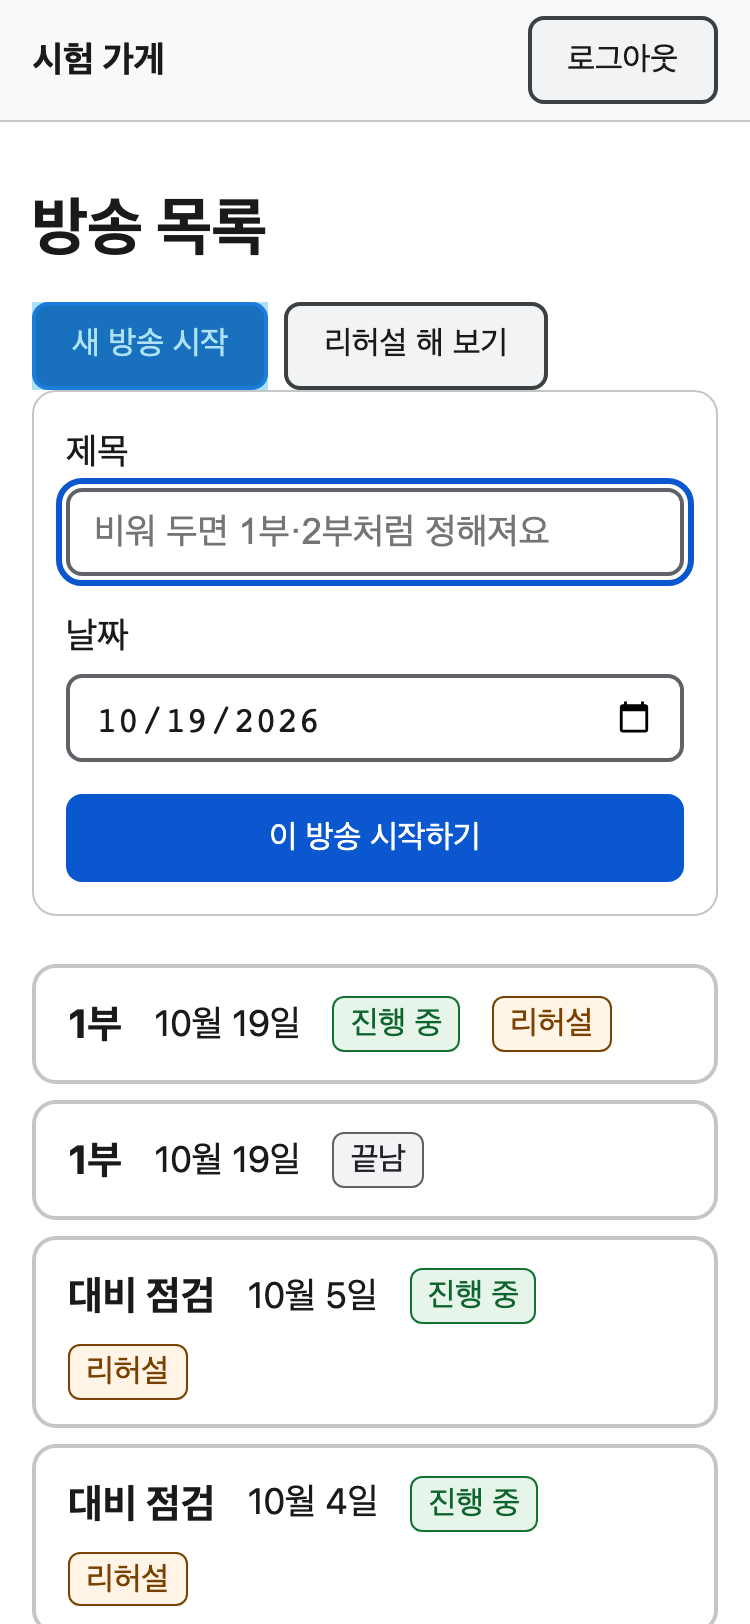 시험 가게
로그아웃
방송 목록
새 방송 시작
리허설 해 보기
제목
비워 두면 1부·2부처럼 정해져요
날짜
10/19/2026
이 방송 시작하기
1부 10월 19일 진행 중 리허설
1부 10월 19일 끝남
대비 점검 10월 5일 진행 중
리허설
대비 점검 10월 4일 진행 중
리허설